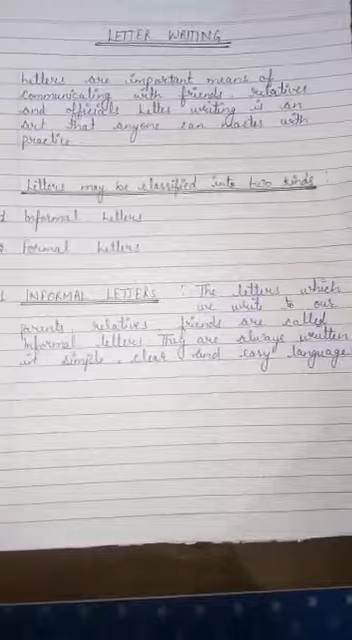 LETTER WRITING
Letters are important means of
communicating with friends, relatives
and officials Letter writing is an
art that anyone can master with
practice.
Letters may be classified into two kinds :
1. Informal Letters
2. Formal Letters
1. INFORMAL LETTERS : The letters which
we write to our
parents, relatives, friends are called
Informal letters They are always written
in simple, clear and easy language